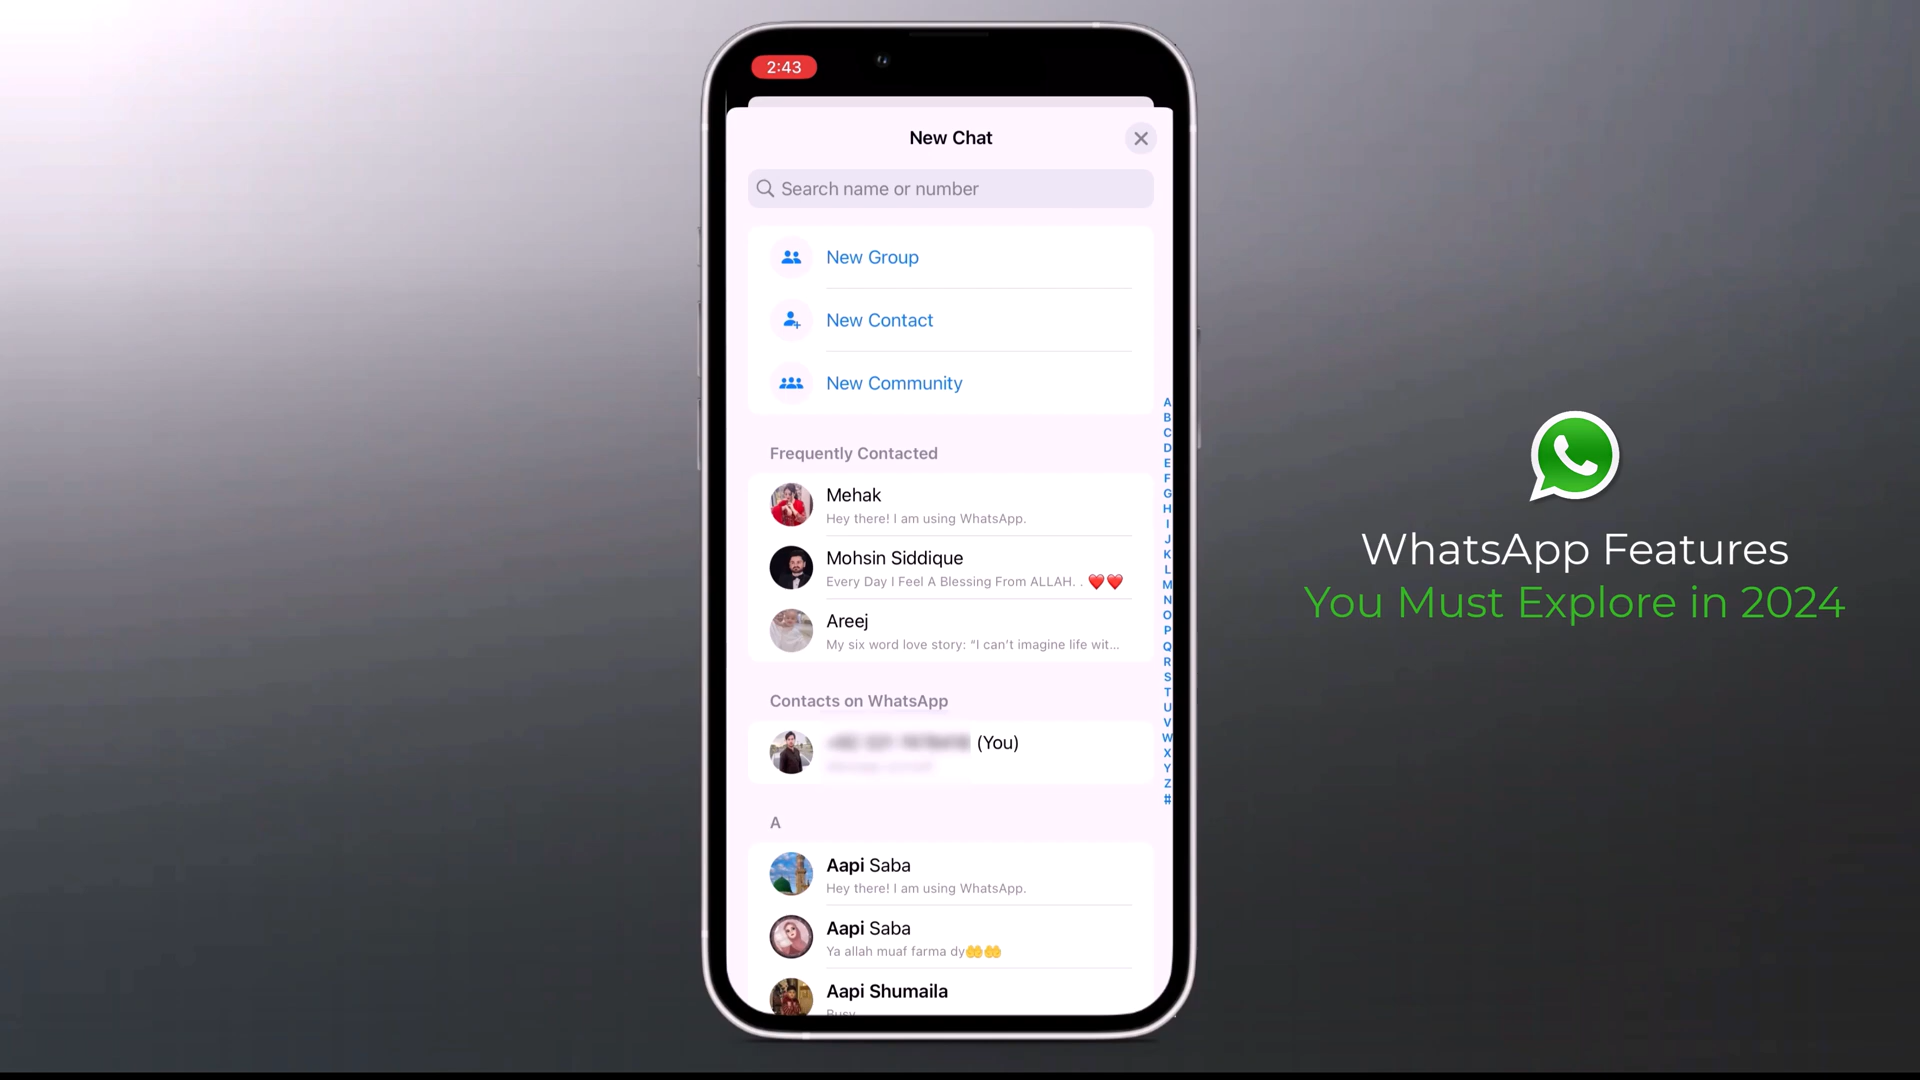 2:43
New Chat
Search name or number
New Group
New Contact
New Community
Frequently Contacted
Mehak
Hey there! I am using WhatsApp.
Mohsin Siddique
Every Day I Feel A Blessing From ALLAH. . ❤️❤️
Areej
My six word love story: “I can't imagine life wit...
Contacts on WhatsApp
(You)
A
Aapi Saba
Hey there! I am using WhatsApp.
Aapi Saba
Ya allah muaf farma dy🤲🤲
Aapi Shumaila
Busy
A
B
C
D
E
F
G
H
I
J
K
L
M
N
O
P
Q
R
S
T
U
V
W
X
Y
Z
#
WhatsApp Features
You Must Explore in 2024